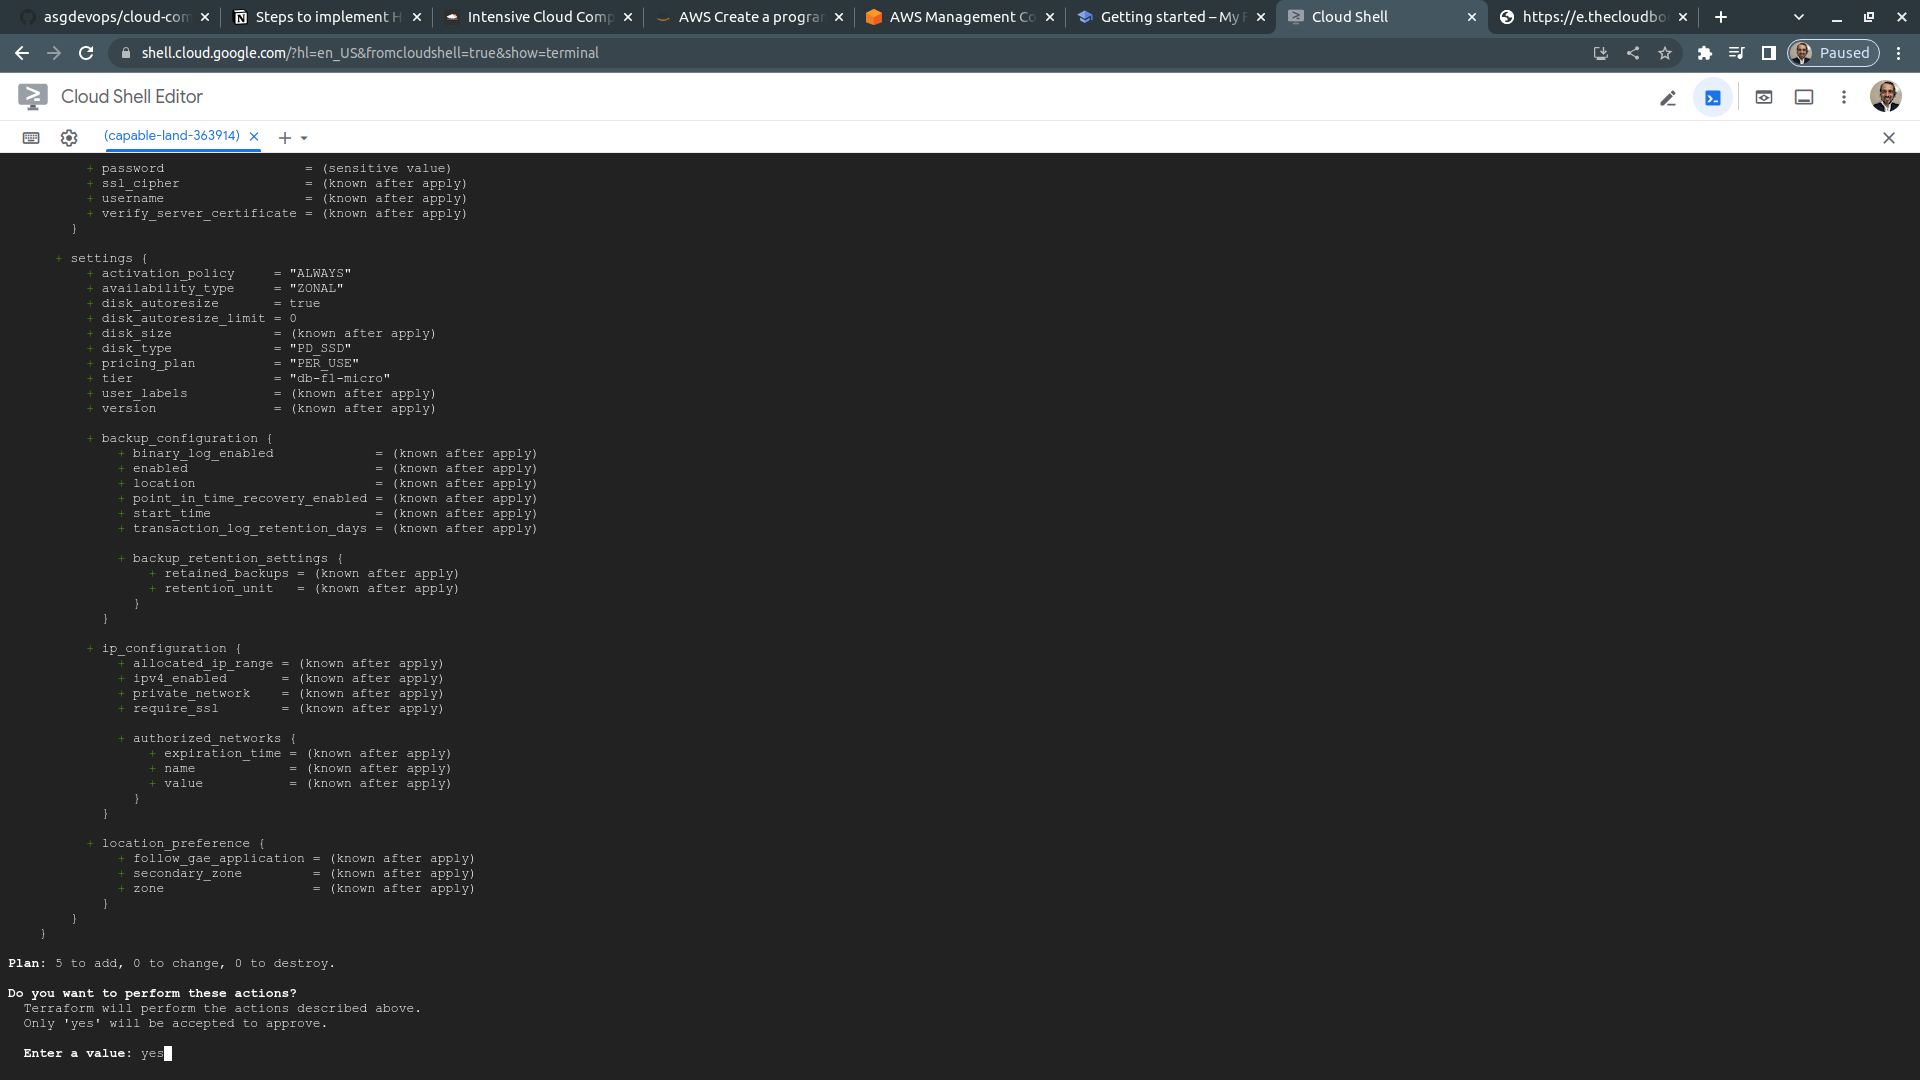 asgdevops/cloud-com
Steps to implement H
Intensive Cloud Comp
AWS Create a program
AWS Management Co
Getting started – My F
Cloud Shell
https://e.thecloudbo
shell.cloud.google.com/?hl=en_US&fromcloudshell=true&show=terminal
Paused
Cloud Shell Editor
(capable-land-363914)
+ password                  = (sensitive value)
+ ssl_cipher                = (known after apply)
+ username                  = (known after apply)
+ verify_server_certificate = (known after apply)
}
+ settings {
+ activation_policy     = "ALWAYS"
+ availability_type     = "ZONAL"
+ disk_autoresize       = true
+ disk_autoresize_limit = 0
+ disk_size             = (known after apply)
+ disk_type             = "PD_SSD"
+ pricing_plan          = "PER_USE"
+ tier                  = "db-f1-micro"
+ user_labels           = (known after apply)
+ version               = (known after apply)
+ backup_configuration {
+ binary_log_enabled             = (known after apply)
+ enabled                        = (known after apply)
+ location                       = (known after apply)
+ point_in_time_recovery_enabled = (known after apply)
+ start_time                     = (known after apply)
+ transaction_log_retention_days = (known after apply)
+ backup_retention_settings {
+ retained_backups = (known after apply)
+ retention_unit   = (known after apply)
}
}
+ ip_configuration {
+ allocated_ip_range = (known after apply)
+ ipv4_enabled       = (known after apply)
+ private_network    = (known after apply)
+ require_ssl        = (known after apply)
+ authorized_networks {
+ expiration_time = (known after apply)
+ name            = (known after apply)
+ value           = (known after apply)
}
}
+ location_preference {
+ follow_gae_application = (known after apply)
+ secondary_zone         = (known after apply)
+ zone                   = (known after apply)
}
}
}
Plan: 5 to add, 0 to change, 0 to destroy.
Do you want to perform these actions?
Terraform will perform the actions described above.
Only 'yes' will be accepted to approve.
Enter a value: yes